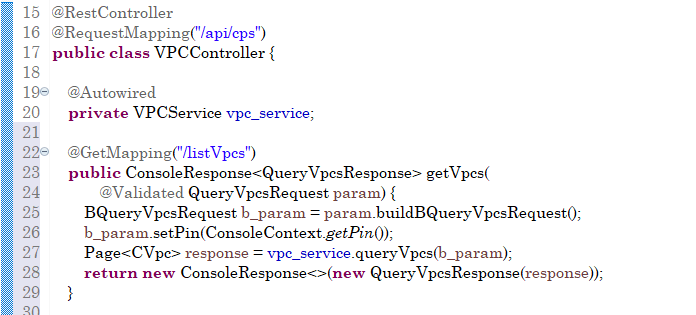 15 @RestController
16 @RequestMapping("/api/cps")
17 public class VPCController {
18
19 @Autowired
20 private VPCService vpc_service;
21
22 @GetMapping("/listVpcs")
23 public ConsoleResponse<QueryVpcsResponse> getVpcs(
24 @Validated QueryVpcsRequest param) {
25 BQueryVpcsRequest b_param = param.buildBQueryVpcsRequest();
26 b_param.setPin(ConsoleContext.getPin());
27 Page<CVpc> response = vpc_service.queryVpcs(b_param);
28 return new ConsoleResponse<>(new QueryVpcsResponse(response));
29 }
30